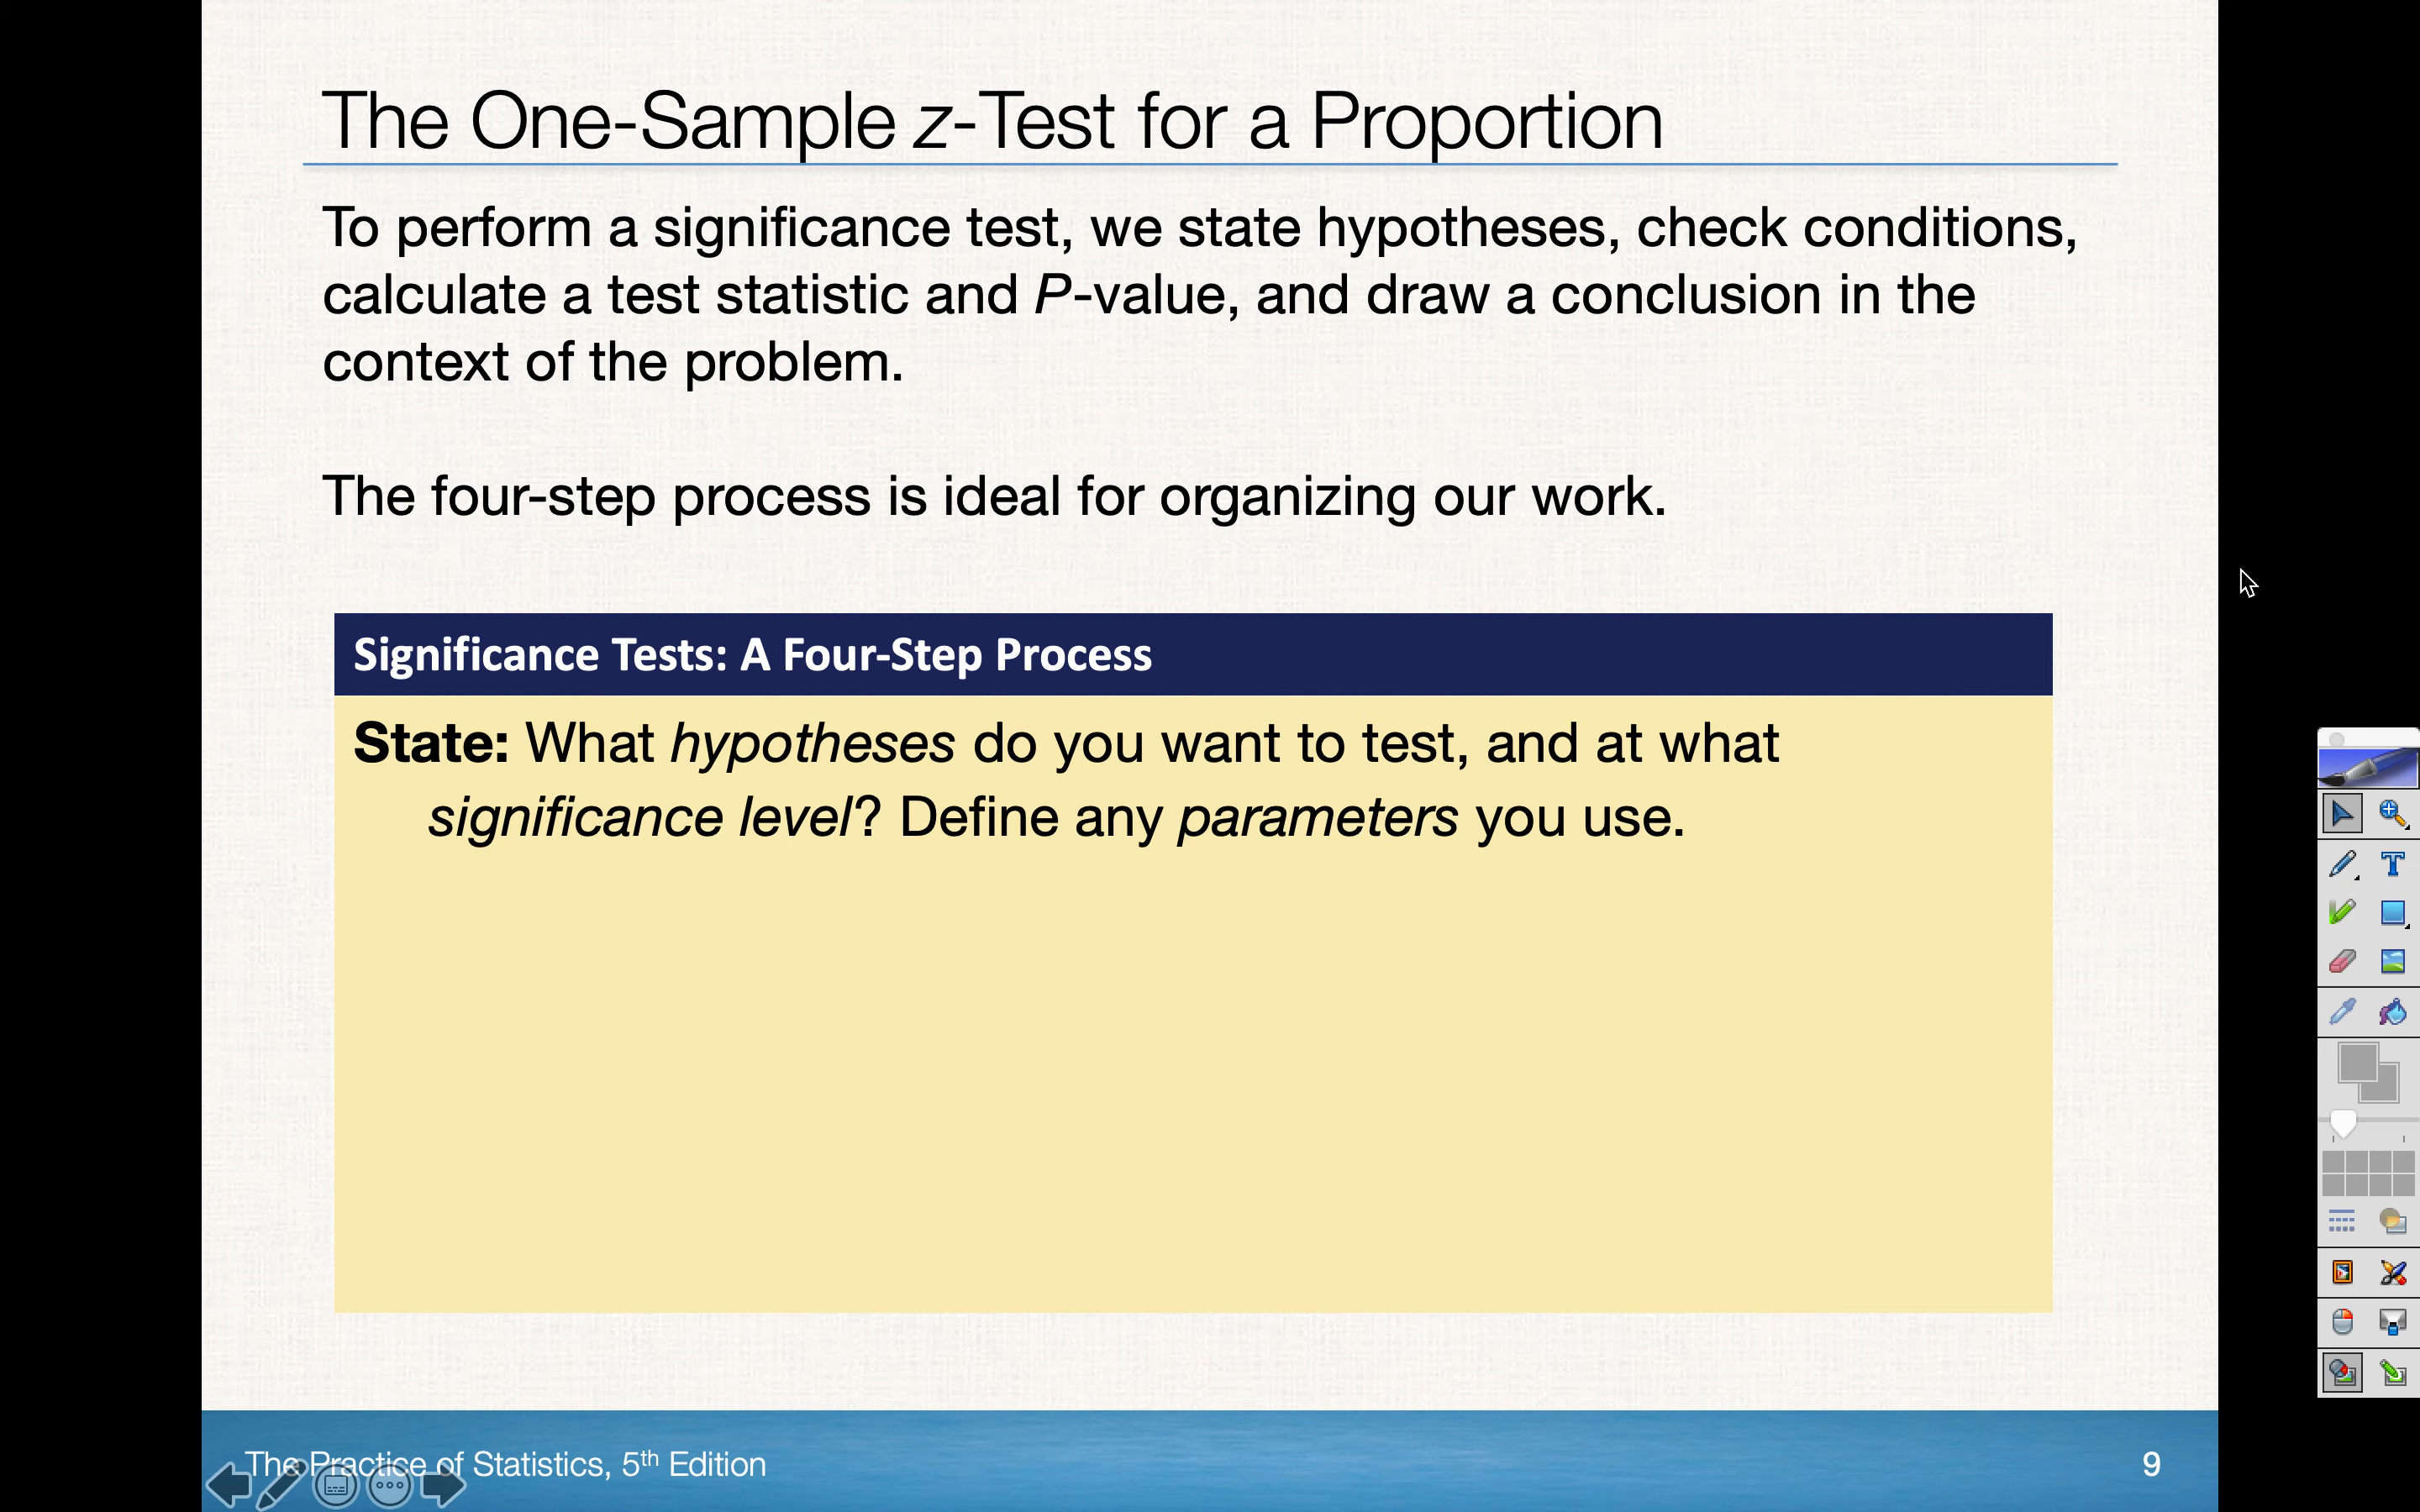 The One-Sample z-Test for a Proportion
To perform a significance test, we state hypotheses, check conditions,
calculate a test statistic and P-value, and draw a conclusion in the
context of the problem.
The four-step process is ideal for organizing our work.
Significance Tests: A Four-Step Process
State: What hypotheses do you want to test, and at what
significance level? Define any parameters you use.
The Practice of Statistics, 5th Edition
9